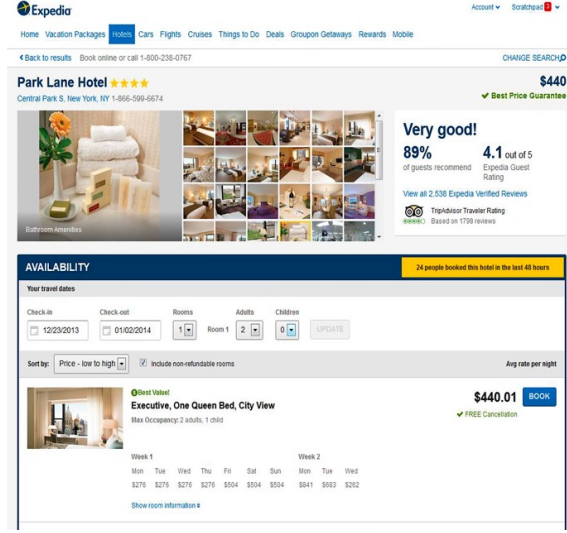 Expedia
Account Scratchpad 3
Home Vacation Packages Hotels Cars Flights Cruises Things to Do Deals Groupon Getaways Rewards Mobile
Back to results Book online or call 1-800-238-0767 CHANGE SEARCH
Park Lane Hotel ★★★★ $440
Central Park S, New York, NY 1-866-599-6674 Best Price Guarantee
Very good!
89% 4.1 out of 5
of guests recommend Expedia Guest
Rating
View all 2,538 Expedia Verified Reviews
TripAdvisor Traveler Rating
Based on 1798 reviews
Bathroom Amenities
AVAILABILITY 24 people booked this hotel in the last 48 hours
Your travel dates
Check-in Check-out Rooms Adults Children
12/23/2013 01/02/2014 1 Room 1 2 0 UPDATE
Sort by: Price - low to high Include non-refundable rooms Avg rate per night
Best Value!
Executive, One Queen Bed, City View $440.01 BOOK
Max Occupancy: 2 adults, 1 child FREE Cancellation
Week 1 Week 2
Mon Tue Wed Thu Fri Sat Sun Mon Tue Wed
$276 $276 $276 $276 $504 $504 $504 $841 $683 $262
Show room information